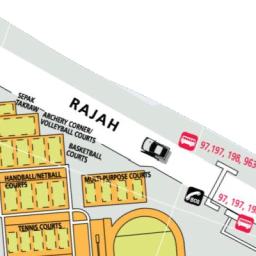 RAJAH
SEPAK
TAKRAW
ARCHERY CORNER/
VOLLEYBALL COURTS
BASKETBALL
COURTS
97, 197, 198, 963
HANDBALL/NETBALL
COURTS
MULTI-PURPOSE COURTS
97, 197, 198
TENNIS COURTS